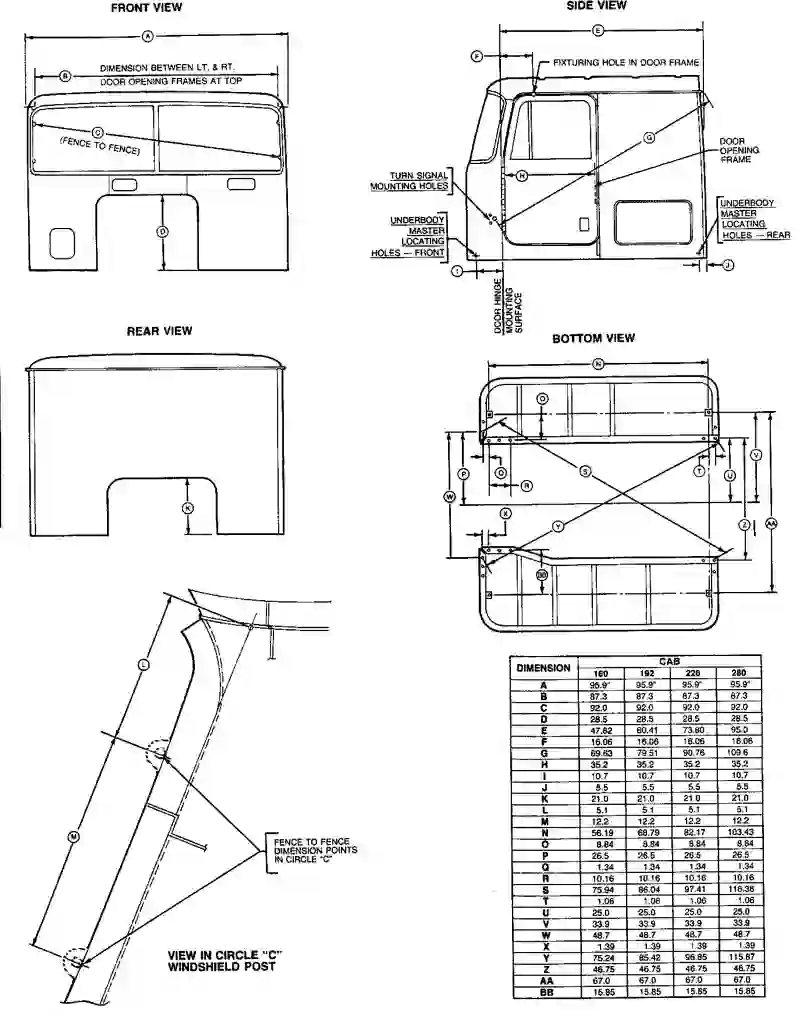 FRONT VIEW
A
B
DIMENSION BETWEEN LT. & RT.
DOOR OPENING FRAMES AT TOP
C
(FENCE TO FENCE)
D
SIDE VIEW
E
F
FIXTURING HOLE IN DOOR FRAME
G
H
DOOR
OPENING
FRAME
TURN SIGNAL
MOUNTING HOLES
UNDERBODY
MASTER
LOCATING
HOLES — FRONT
UNDERBODY
MASTER
LOCATING
HOLES — REAR
I
J
DOOR HINGE
MOUNTING
SURFACE
REAR VIEW
K
BOTTOM VIEW
N
O
P
Q
R
S
T
U
V
W
X
Y
Z
AA
BB
L
M
FENCE TO FENCE
DIMENSION POINTS
IN CIRCLE "C"
VIEW IN CIRCLE "C"
WINDSHIELD POST
DIMENSION CAB
160 192 226 280
A 95.9" 95.9" 95.9" 95.9"
B 87.3 87.3 87.3 87.3
C 92.0 92.0 92.0 92.0
D 28.5 28.5 28.5 28.5
E 47.82 60.41 73.80 95.0
F 16.06 16.06 16.06 16.06
G 69.63 79.51 90.76 109.6
H 35.2 35.2 35.2 35.2
I 10.7 10.7 10.7 10.7
J 5.5 5.5 5.5 5.5
K 21.0 21.0 21.0 21.0
L 5.1 5.1 5.1 5.1
M 12.2 12.2 12.2 12.2
N 56.19 68.79 82.17 103.43
O 8.84 8.84 8.84 8.84
P 26.5 26.5 26.5 26.5
Q 1.34 1.34 1.34 1.34
R 10.16 10.16 10.16 10.16
S 75.94 86.04 97.41 116.36
T 1.06 1.06 1.06 1.06
U 25.0 25.0 25.0 25.0
V 33.9 33.9 33.9 33.9
W 48.7 48.7 48.7 48.7
X 1.39 1.39 1.39 1.39
Y 75.24 85.42 96.85 115.87
Z 46.75 46.75 46.75 46.75
AA 67.0 67.0 67.0 67.0
BB 15.85 15.85 15.85 15.85